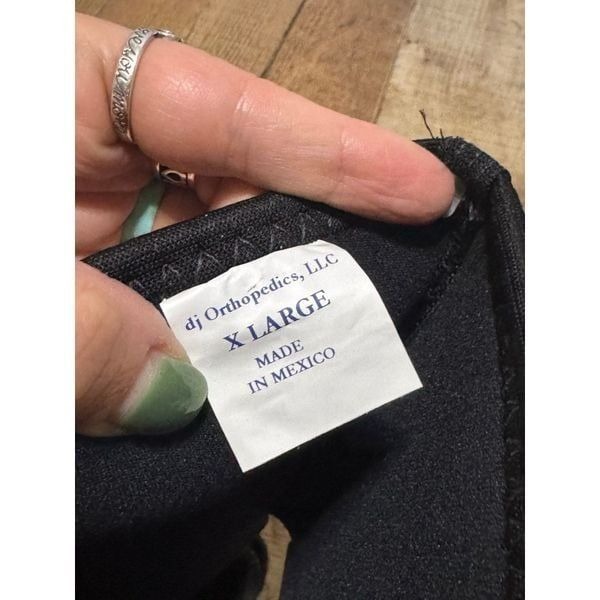 dj Orthopedics, LLC
X LARGE
MADE
IN MEXICO